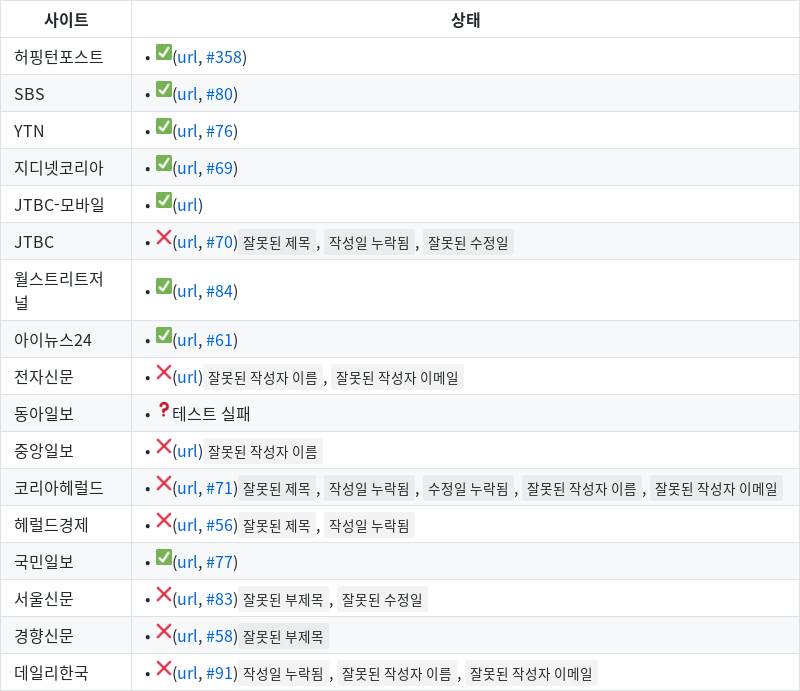 사이트 상태
허핑턴포스트 • ✅(url, #358)
SBS • ✅(url, #80)
YTN • ✅(url, #76)
지디넷코리아 • ✅(url, #69)
JTBC-모바일 • ✅(url)
JTBC • ❌(url, #70) 잘못된 제목 , 작성일 누락됨 , 잘못된 수정일
월스트리트저
널 • ✅(url, #84)
아이뉴스24 • ✅(url, #61)
전자신문 • ❌(url) 잘못된 작성자 이름 , 잘못된 작성자 이메일
동아일보 • ❓테스트 실패
중앙일보 • ❌(url) 잘못된 작성자 이름
코리아헤럴드 • ❌(url, #71) 잘못된 제목 , 작성일 누락됨 , 수정일 누락됨 , 잘못된 작성자 이름 , 잘못된 작성자 이메일
헤럴드경제 • ❌(url, #56) 잘못된 제목 , 작성일 누락됨
국민일보 • ✅(url, #77)
서울신문 • ❌(url, #83) 잘못된 부제목 , 잘못된 수정일
경향신문 • ❌(url, #58) 잘못된 부제목
데일리한국 • ❌(url, #91) 작성일 누락됨 , 잘못된 작성자 이름 , 잘못된 작성자 이메일